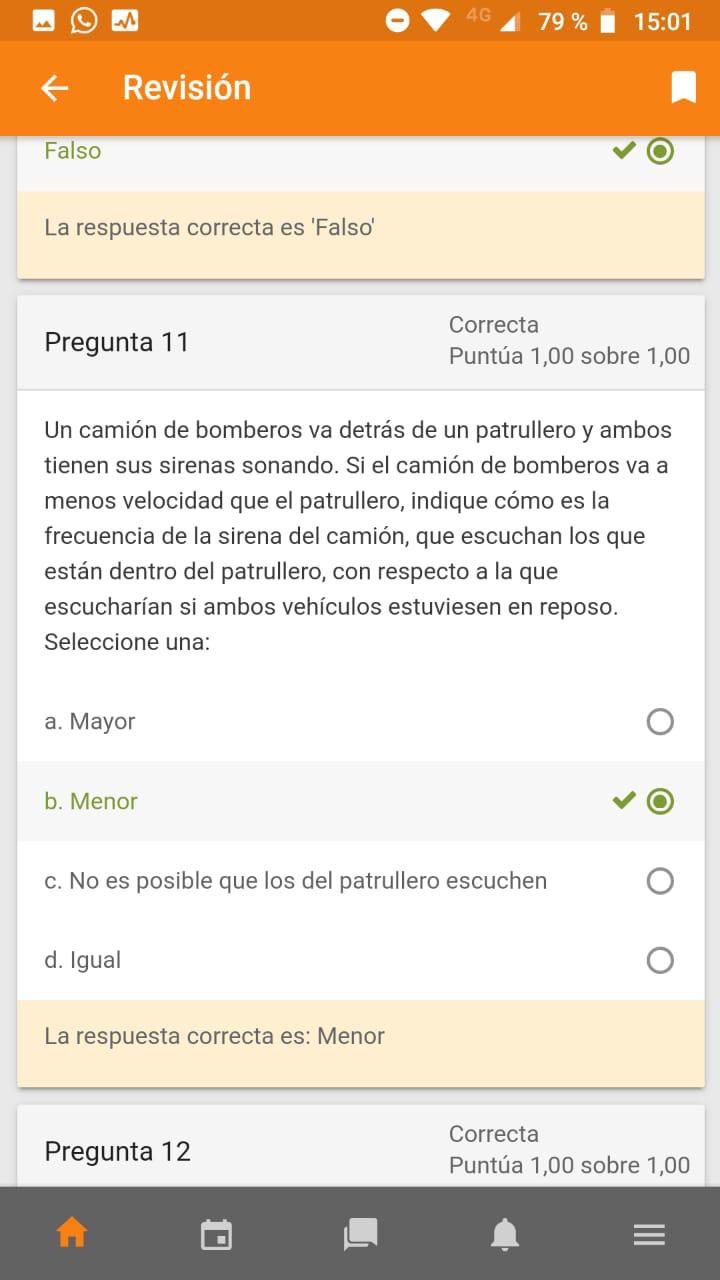 4G 79 % 15:01
Revisión
Falso
La respuesta correcta es 'Falso'
Pregunta 11
Correcta
Puntúa 1,00 sobre 1,00
Un camión de bomberos va detrás de un patrullero y ambos
tienen sus sirenas sonando. Si el camión de bomberos va a
menos velocidad que el patrullero, indique cómo es la
frecuencia de la sirena del camión, que escuchan los que
están dentro del patrullero, con respecto a la que
escucharían si ambos vehículos estuviesen en reposo.
Seleccione una:
a. Mayor
b. Menor
c. No es posible que los del patrullero escuchen
d. Igual
La respuesta correcta es: Menor
Pregunta 12
Correcta
Puntúa 1,00 sobre 1,00